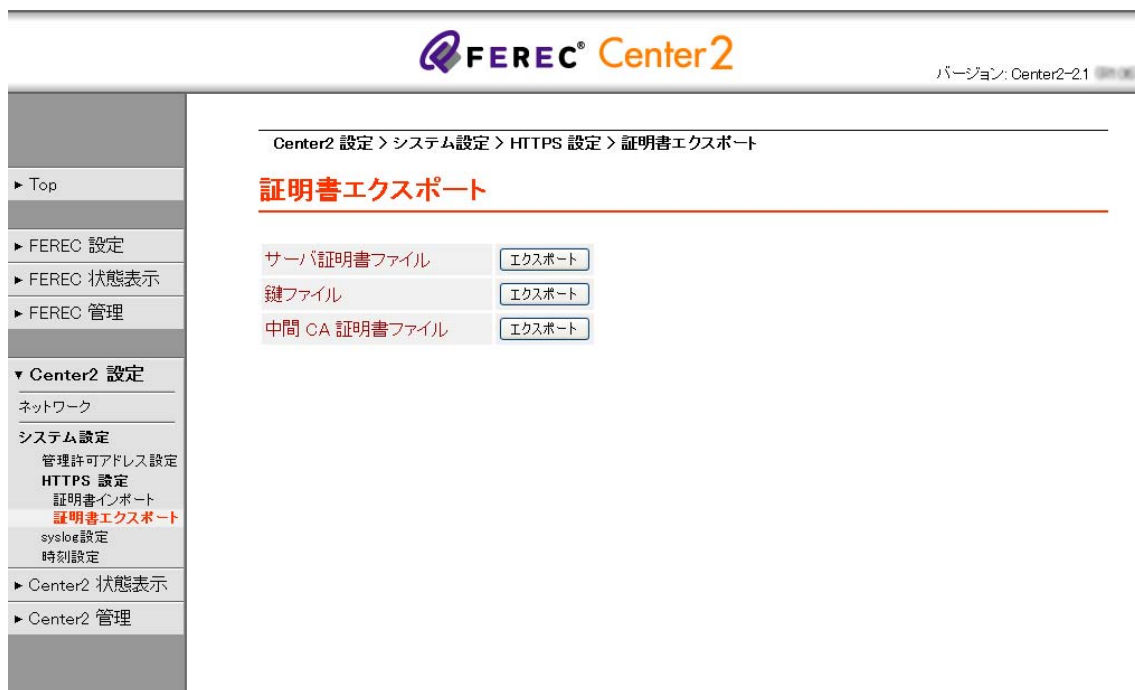 FEREC® Center2
バージョン: Center2-2.1
Center2 設定 > システム設定 > HTTPS 設定 > 証明書エクスポート
証明書エクスポート
サーバ証明書ファイル エクスポート
鍵ファイル エクスポート
中間 CA 証明書ファイル エクスポート
▶ Top
▶ FEREC 設定
▶ FEREC 状態表示
▶ FEREC 管理
▼ Center2 設定
ネットワーク
システム設定
管理許可アドレス設定
HTTPS 設定
証明書インポート
証明書エクスポート
syslog設定
時刻設定
▶ Center2 状態表示
▶ Center2 管理